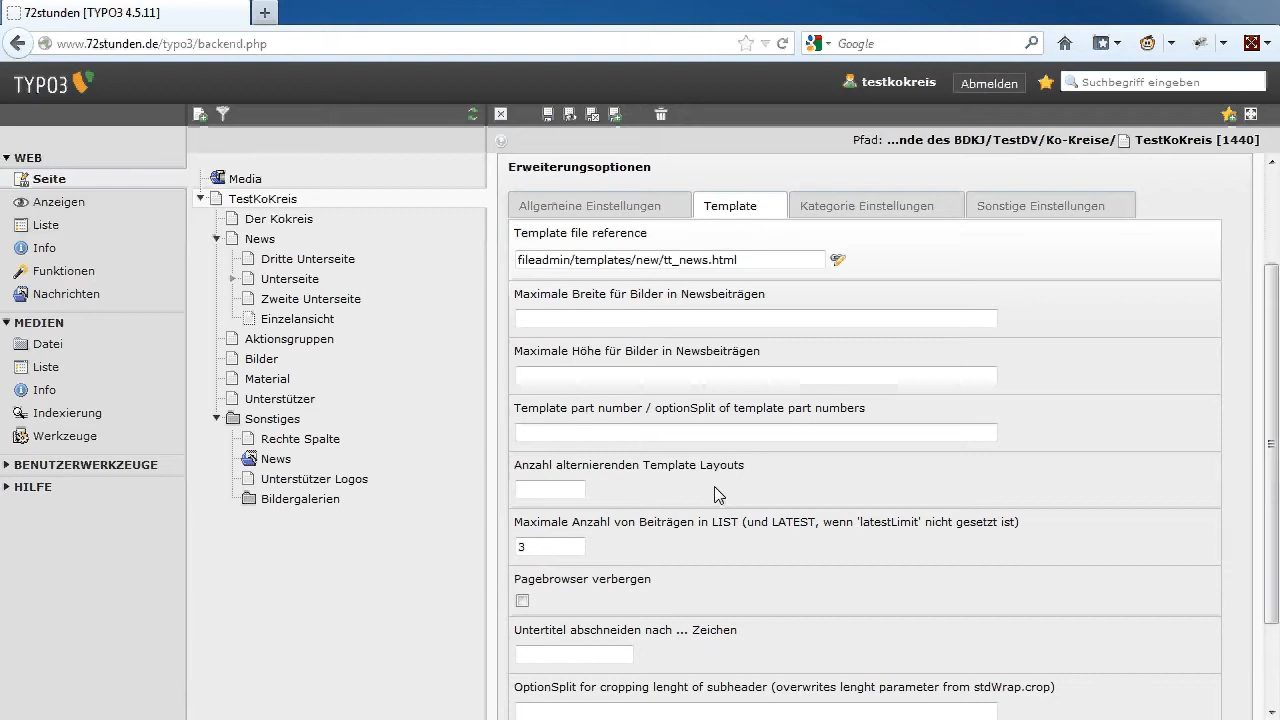 72stunden [TYPO3 4.5.11]
www.72stunden.de/typo3/backend.php
Google
TYPO3
testkokreis
Abmelden
Suchbegriff eingeben
Pfad: ...nde des BDKJ/TestDV/Ko-Kreise/ TestKoKreis [1440]
WEB
Seite
Anzeigen
Liste
Info
Funktionen
Nachrichten
MEDIEN
Datei
Liste
Info
Indexierung
Werkzeuge
BENUTZERWERKZEUGE
HILFE
Media
TestKoKreis
Der Kokreis
News
Dritte Unterseite
Unterseite
Zweite Unterseite
Einzelansicht
Aktionsgruppen
Bilder
Material
Unterstützer
Sonstiges
Rechte Spalte
News
Unterstützer Logos
Bildergalerien
Erweiterungsoptionen
Allgemeine Einstellungen
Template
Kategorie Einstellungen
Sonstige Einstellungen
Template file reference
fileadmin/templates/new/tt_news.html
Maximale Breite für Bilder in Newsbeiträgen
Maximale Höhe für Bilder in Newsbeiträgen
Template part number / optionSplit of template part numbers
Anzahl alternierenden Template Layouts
Maximale Anzahl von Beiträgen in LIST (und LATEST, wenn 'latestLimit' nicht gesetzt ist)
3
Pagebrowser verbergen
Untertitel abschneiden nach ... Zeichen
OptionSplit for cropping lenght of subheader (overwrites lenght parameter from stdWrap.crop)